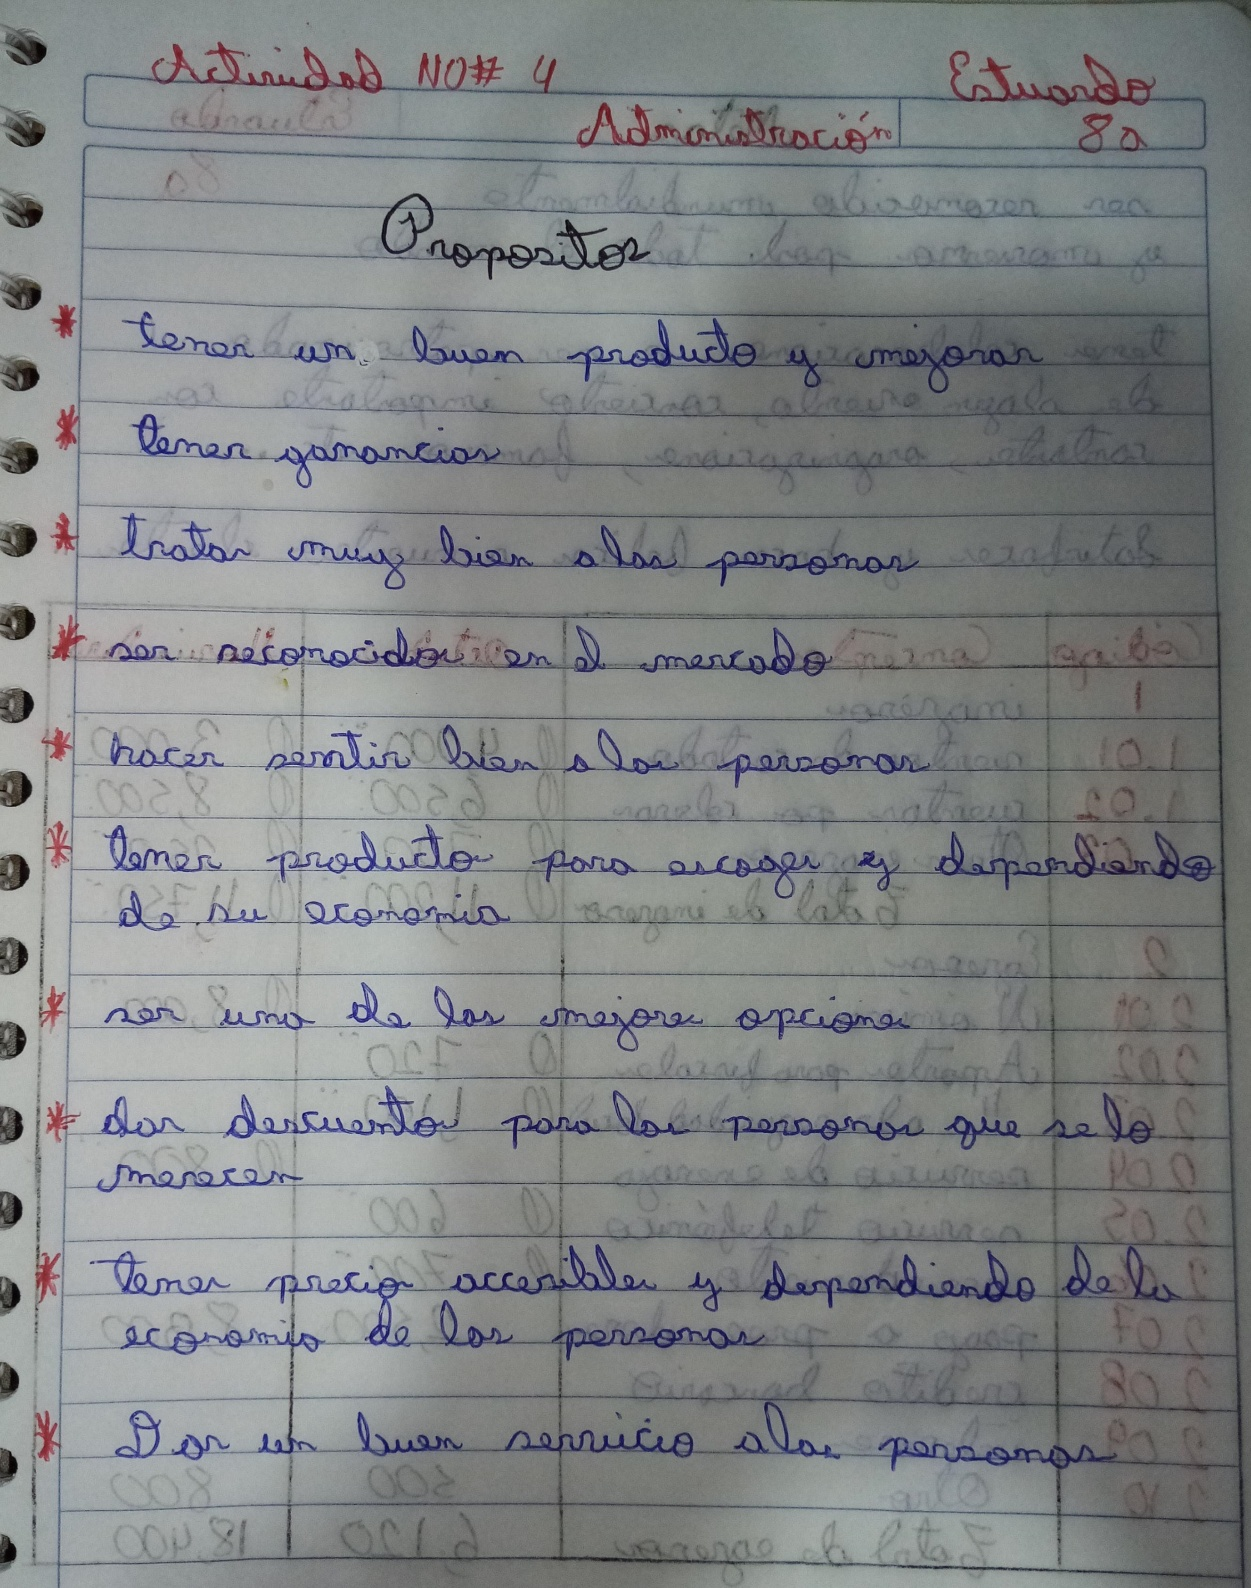 Actividad NO# 4
Estuardo
Administración
8a
Propositos
* tener un buen producto y mejorar
* tener ganancias
* tratar muy bien a las personas
* ser reconocidos en el mercado
* hacer sentir bien a las personas
* tener producto para escoger y dependiendo
de su economia
* ser una de las mejores opciones
* dar descuentos para las personas que se lo
merecen
* tener precios accesibles y dependiendo de la
economia de las personas
* Dar un buen servicio a las personas